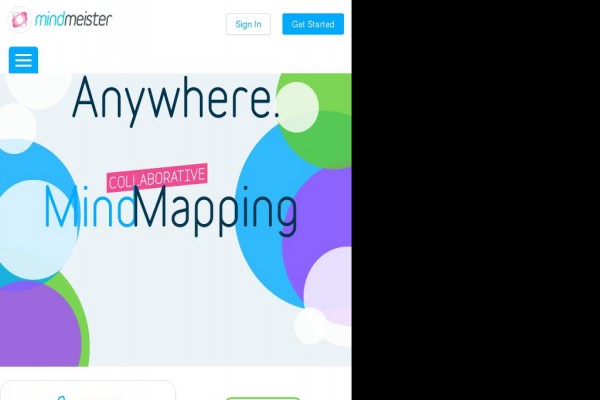 mindmeister
Sign In
Get Started
Anywhere.
COLLABORATIVE
MindMapping